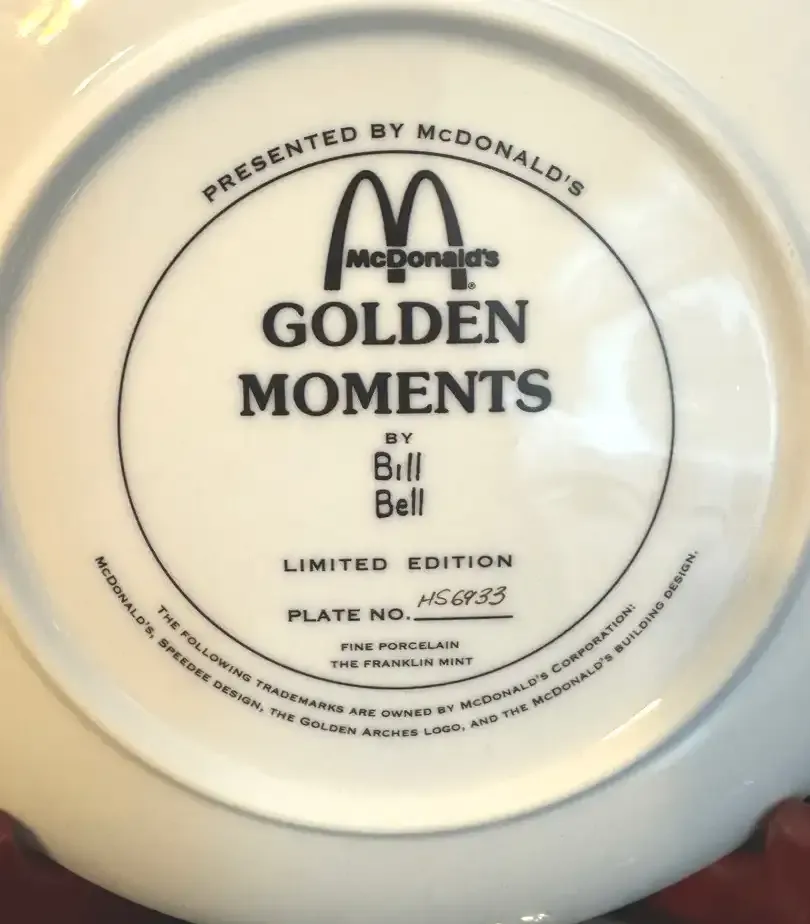 PRESENTED BY McDONALD'S
McDonald's
®
GOLDEN
MOMENTS
BY
Bill
Bell
LIMITED EDITION
PLATE NO. HS6933
FINE PORCELAIN
THE FRANKLIN MINT
THE FOLLOWING TRADEMARKS ARE OWNED BY McDONALD'S CORPORATION:
McDONALD'S, SPEEDEE DESIGN, THE GOLDEN ARCHES LOGO, AND THE McDONALD'S BUILDING DESIGN.